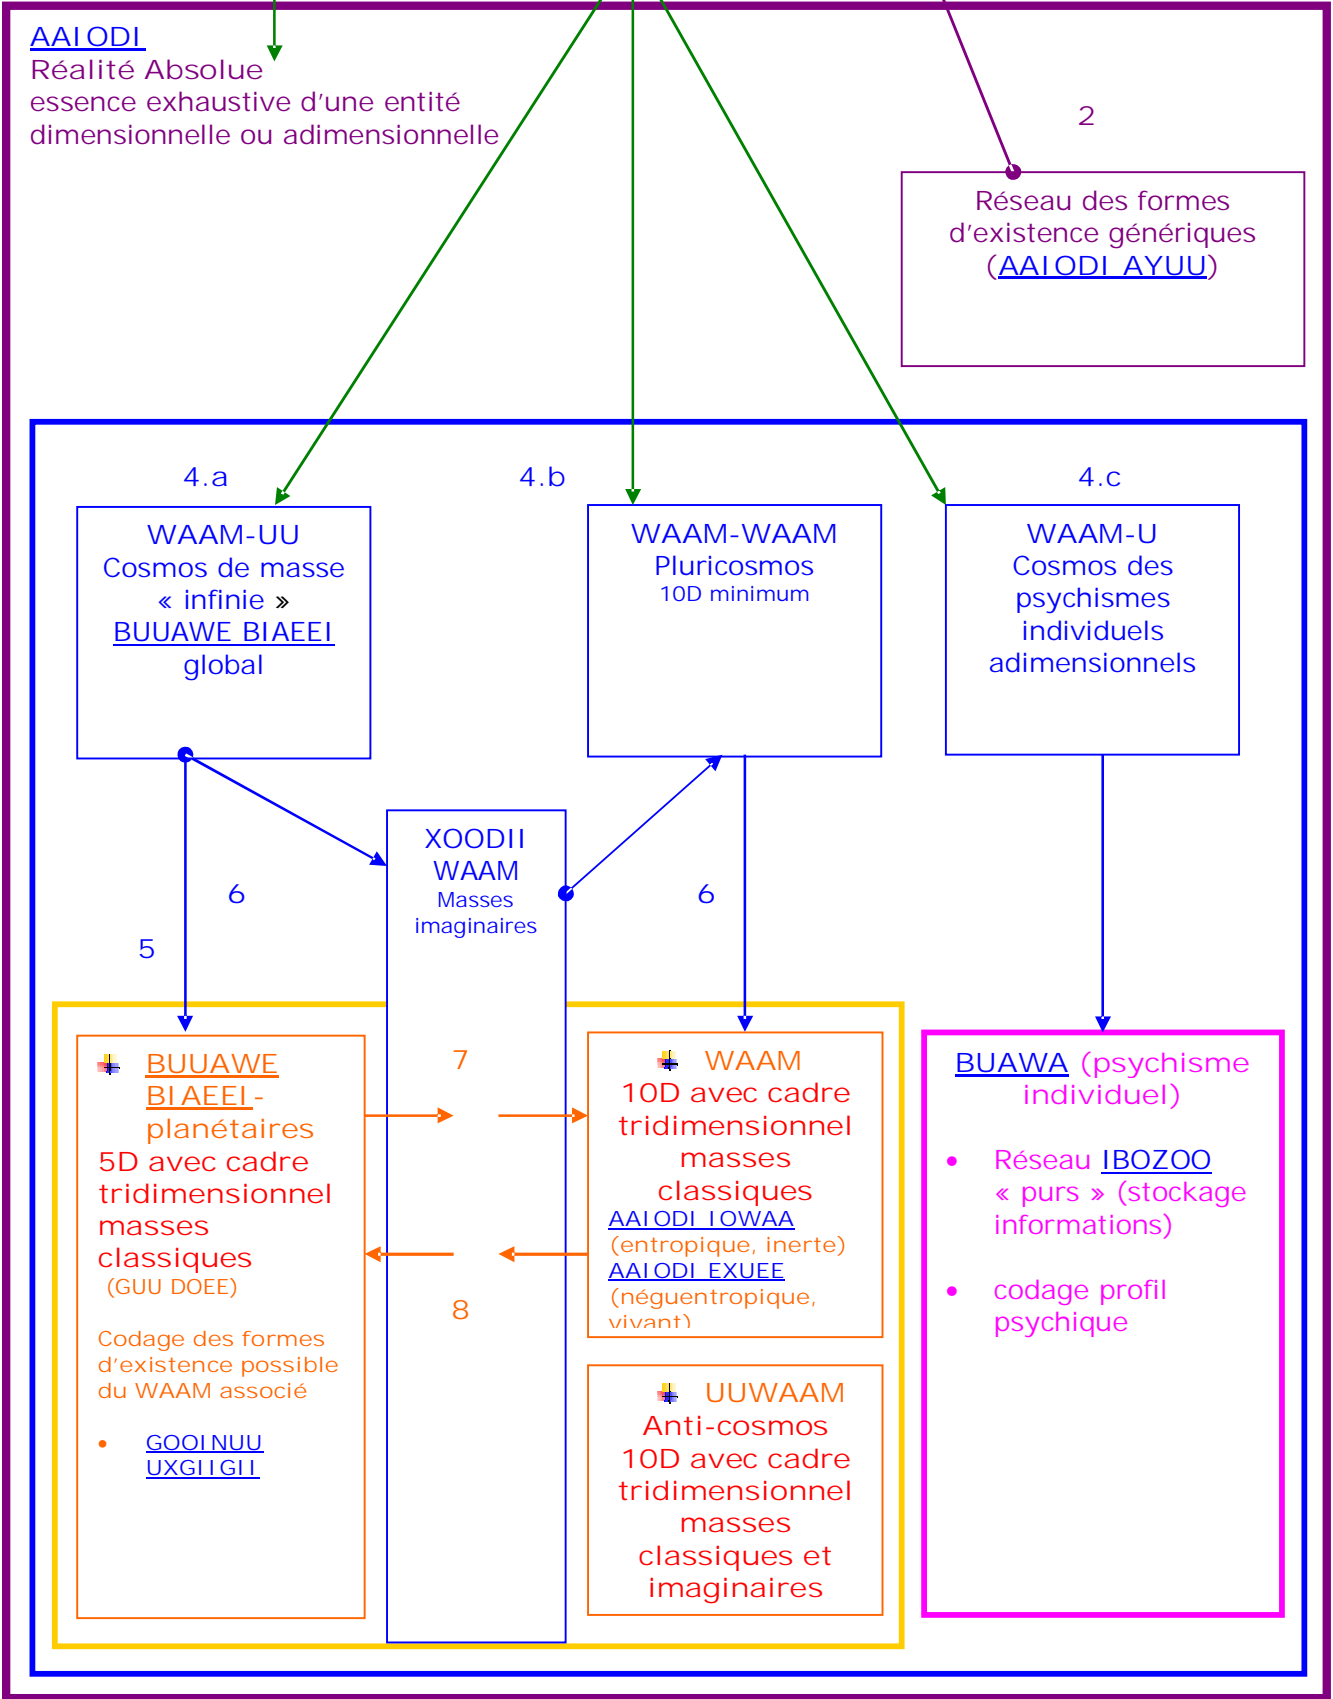 AAIODI
Réalité Absolue
essence exhaustive d'une entité
dimensionnelle ou adimensionnelle
2
Réseau des formes
d'existence génériques
(AAIODI AYUU)
4.a
4.b
4.c
WAAM-UU
Cosmos de masse
« infinie »
BUUAWE BIAEEI
global
WAAM-WAAM
Pluricosmos
10D minimum
WAAM-U
Cosmos des
psychismes
individuels
adimensionnels
XOODII
WAAM
Masses
imaginaires
6
6
5
BUUAWE
BIAEEI-
planétaires
5D avec cadre
tridimensionnel
masses
classiques
(GUU DOEE)
Codage des formes
d'existence possible
du WAAM associé
• GOOINUU
UXGIIGII
7
8
WAAM
10D avec cadre
tridimensionnel
masses
classiques
AAIODI IOWAA
(entropique, inerte)
AAIODI EXUEE
(néguentropique,
vivant)
UUWAAM
Anti-cosmos
10D avec cadre
tridimensionnel
masses
classiques et
imaginaires
BUAWA (psychisme
individuel)
• Réseau IBOZOO
« purs » (stockage
informations)
• codage profil
psychique